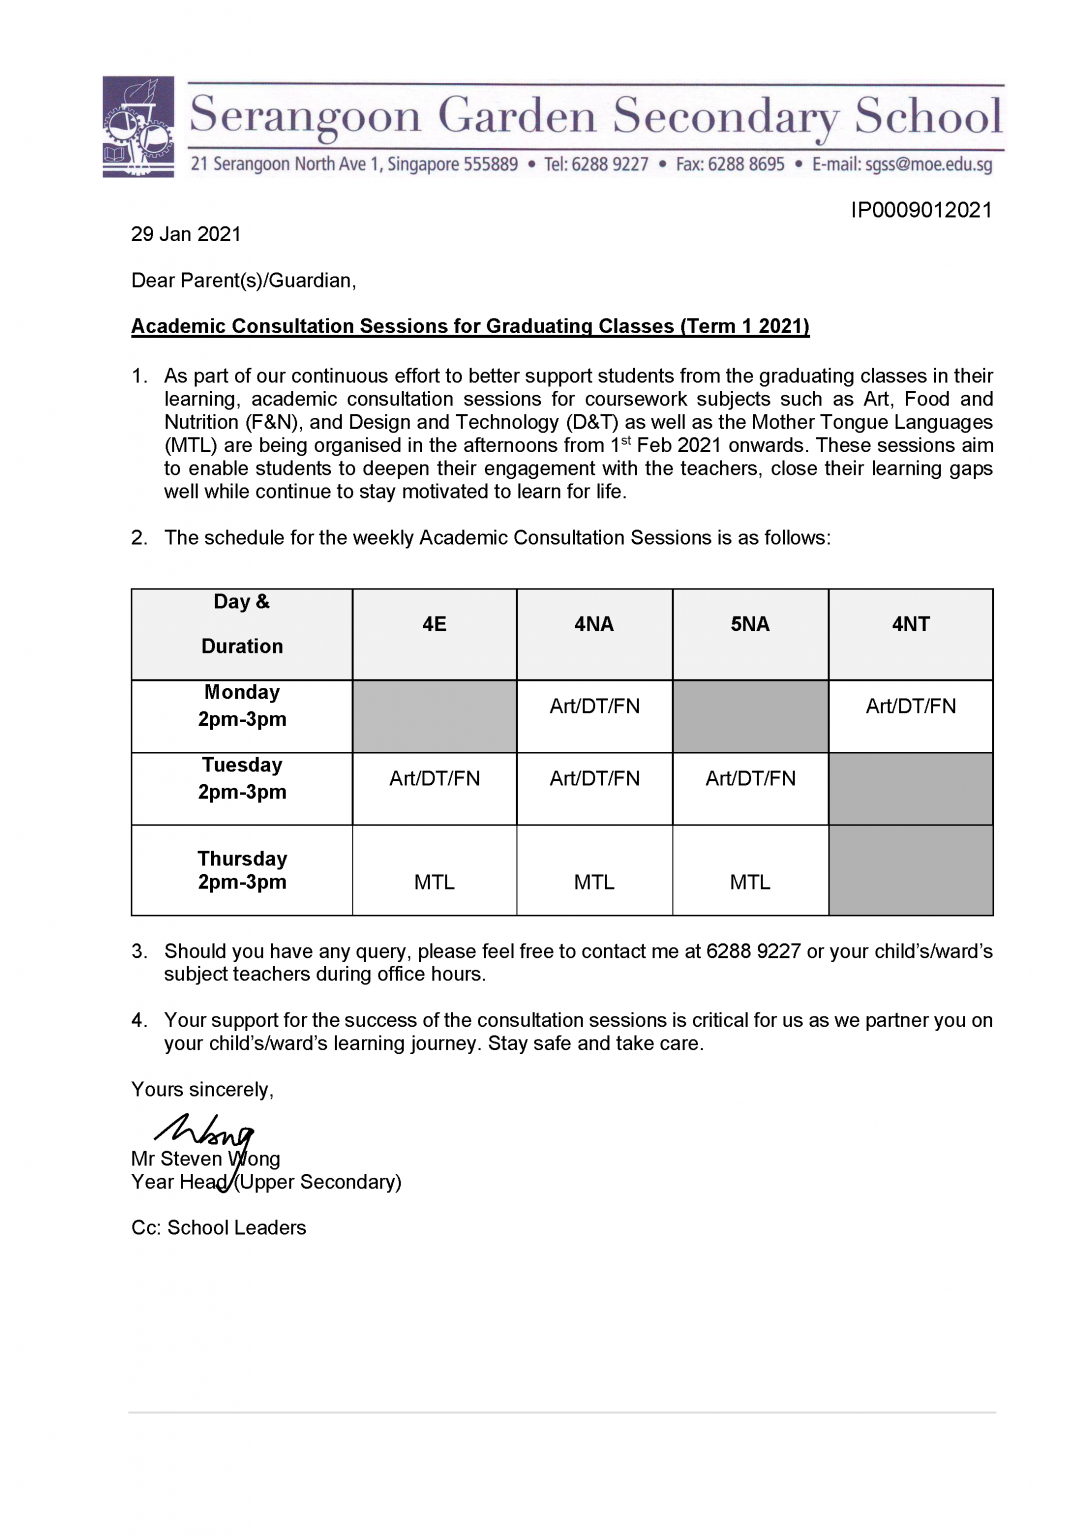 Serangoon Garden Secondary School
21 Serangoon North Ave 1, Singapore 555889 • Tel: 6288 9227 • Fax: 6288 8695 • E-mail: sgss@moe.edu.sg
IP0009012021
29 Jan 2021
Dear Parent(s)/Guardian,
Academic Consultation Sessions for Graduating Classes (Term 1 2021)
1. As part of our continuous effort to better support students from the graduating classes in their
learning, academic consultation sessions for coursework subjects such as Art, Food and
Nutrition (F&N), and Design and Technology (D&T) as well as the Mother Tongue Languages
(MTL) are being organised in the afternoons from 1st Feb 2021 onwards. These sessions aim
to enable students to deepen their engagement with the teachers, close their learning gaps
well while continue to stay motivated to learn for life.
2. The schedule for the weekly Academic Consultation Sessions is as follows:
Day &
Duration
4E 4NA 5NA 4NT
Monday
2pm-3pm
Art/DT/FN Art/DT/FN
Tuesday
2pm-3pm
Art/DT/FN Art/DT/FN Art/DT/FN
Thursday
2pm-3pm MTL MTL MTL
3. Should you have any query, please feel free to contact me at 6288 9227 or your child's/ward's
subject teachers during office hours.
4. Your support for the success of the consultation sessions is critical for us as we partner you on
your child's/ward's learning journey. Stay safe and take care.
Yours sincerely,
Wong
Mr Steven Wong
Year Head (Upper Secondary)
Cc: School Leaders